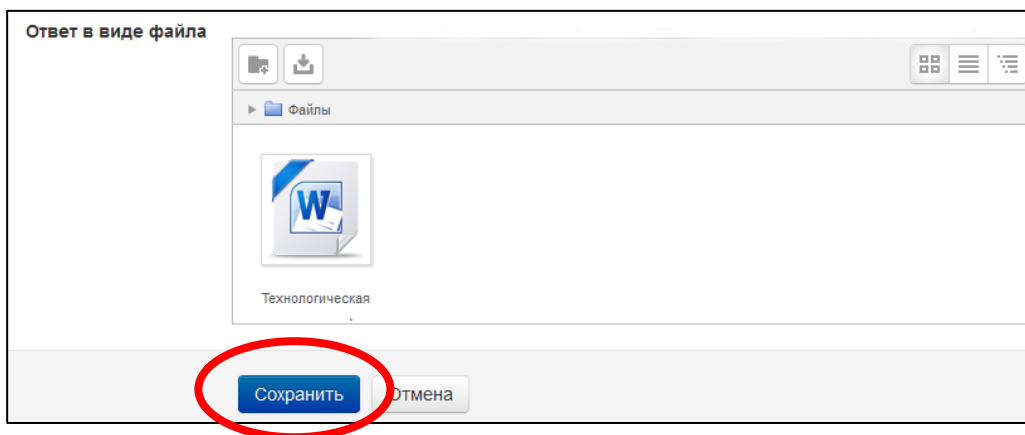 Ответ в виде файла
Файлы
W
Технологическая
Сохранить
Отмена